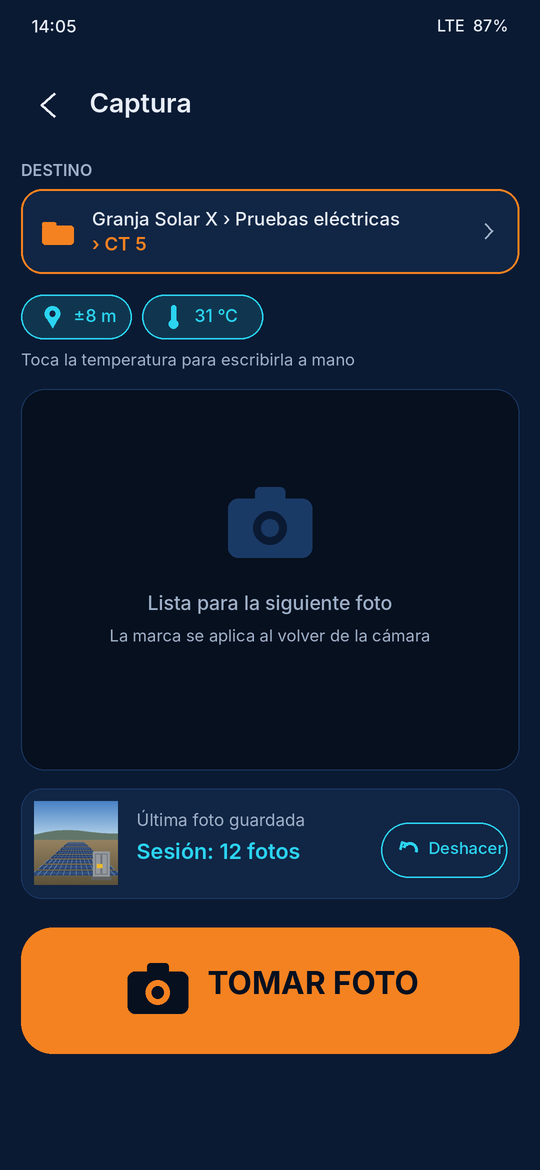 14:05
LTE 87%
Captura
DESTINO
Granja Solar X › Pruebas eléctricas
› CT 5
±8 m
31 °C
Toca la temperatura para escribirla a mano
Lista para la siguiente foto
La marca se aplica al volver de la cámara
Última foto guardada
Sesión: 12 fotos
Deshacer
TOMAR FOTO